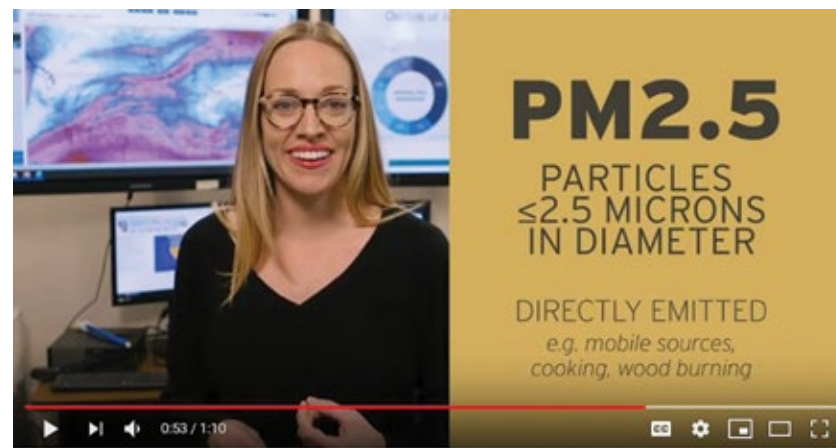 PM2.5
PARTICLES
≤2.5 MICRONS
IN DIAMETER
DIRECTLY EMITTED
e.g. mobile sources,
cooking, wood burning
0:53 / 1:10
CC